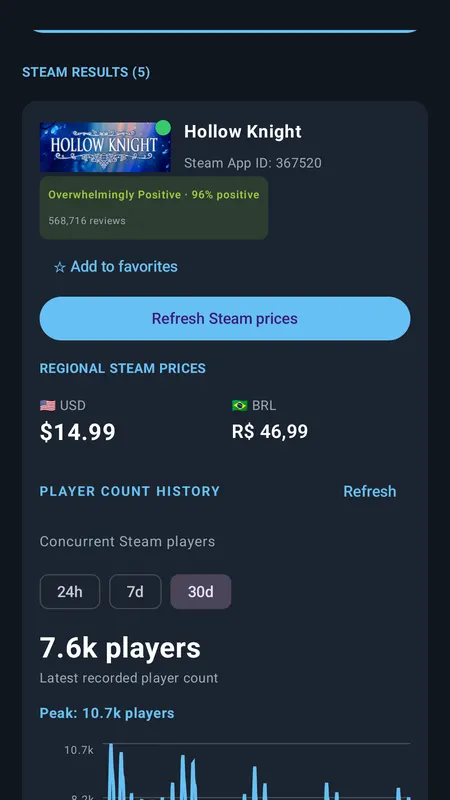 STEAM RESULTS (5)
HOLLOW KNIGHT
Hollow Knight
Steam App ID: 367520
Overwhelmingly Positive · 96% positive
568,716 reviews
☆ Add to favorites
Refresh Steam prices
REGIONAL STEAM PRICES
🇺🇸 USD
🇧🇷 BRL
$14.99
R$ 46,99
PLAYER COUNT HISTORY
Refresh
Concurrent Steam players
24h
7d
30d
7.6k players
Latest recorded player count
Peak: 10.7k players
10.7k
8.2k